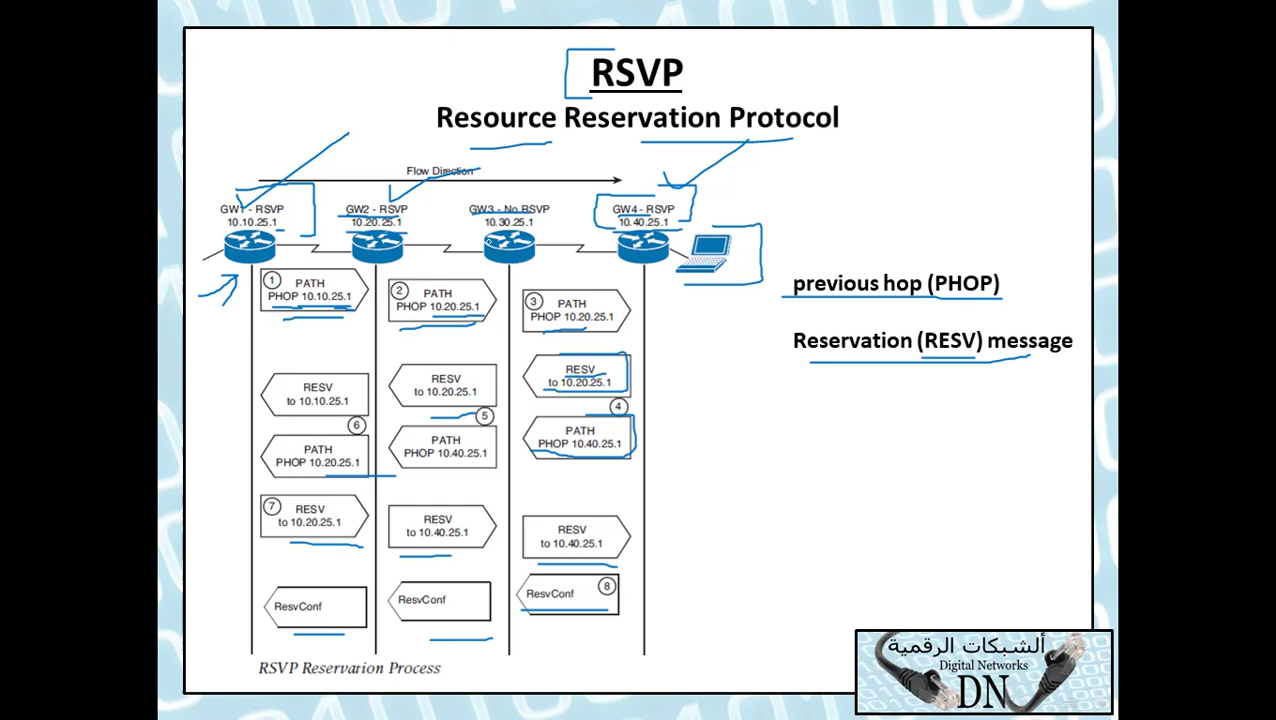 RSVP
Resource Reservation Protocol
Flow Direction
GW1 - RSVP
10.10.25.1
GW2 - RSVP
10.20.25.1
GW3 - No RSVP
10.30.25.1
GW4 - RSVP
10.40.25.1
1
PATH
PHOP 10.10.25.1
2
PATH
PHOP 10.20.25.1
3
PATH
PHOP 10.20.25.1
previous hop (PHOP)
Reservation (RESV) message
RESV
to 10.10.25.1
RESV
to 10.20.25.1
RESV
to 10.20.25.1
6
5
4
PATH
PHOP 10.20.25.1
PATH
PHOP 10.40.25.1
PATH
PHOP 10.40.25.1
7
RESV
to 10.20.25.1
RESV
to 10.40.25.1
RESV
to 10.40.25.1
ResvConf
ResvConf
ResvConf
8
RSVP Reservation Process
ألشبكات الرقمية
Digital Networks
DN